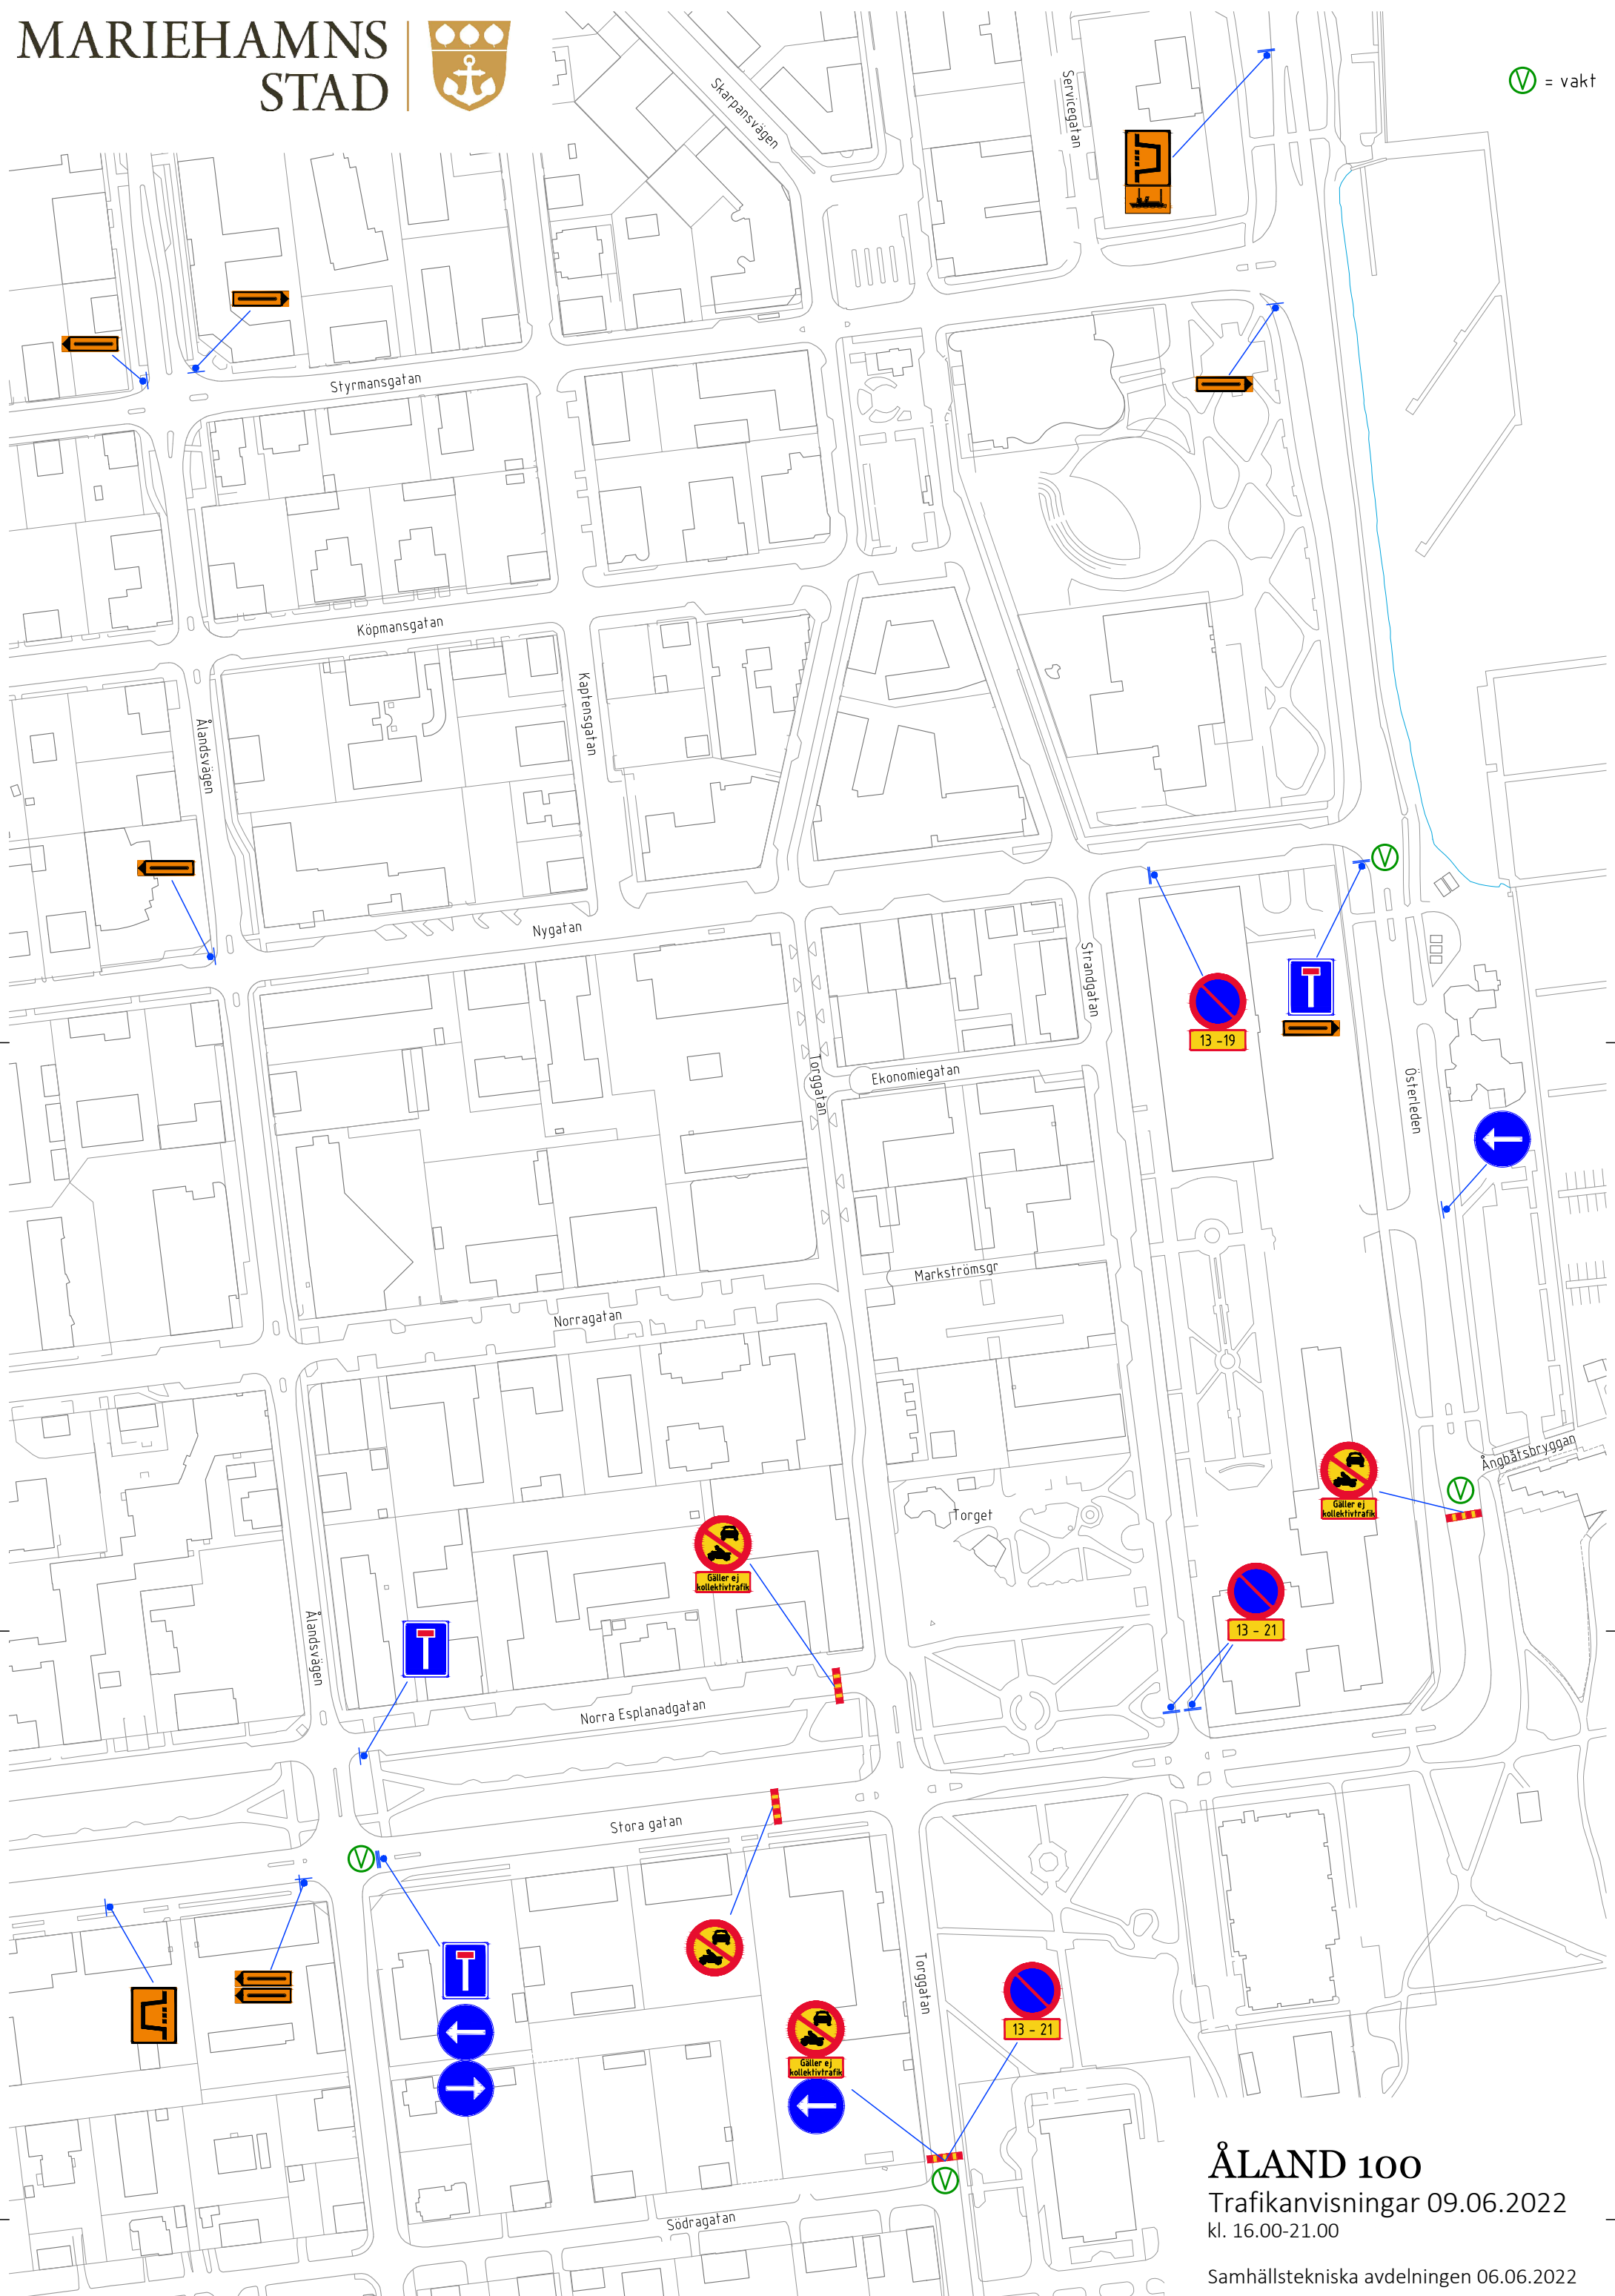 MARIEHAMNS
STAD
V = vakt
Skarpansvägen
Servicegatan
Styrmansgatan
Köpmansgatan
Kaptensgatan
Ålandsvägen
V
Nygatan
Strandgatan
13 -19
Torggatan
Ekonomiegatan
Österleden
Markströmsgr
Norragatan
Ångbåtsbryggan
V
Gäller ej
kollektivtrafik
Torget
Gäller ej
kollektivtrafik
13 - 21
Ålandsvägen
Norra Esplanadgatan
Stora gatan
V
Torggatan
13 - 21
Gäller ej
kollektivtrafik
V
Södragatan
ÅLAND 100
Trafikanvisningar 09.06.2022
kl. 16.00-21.00
Samhällstekniska avdelningen 06.06.2022